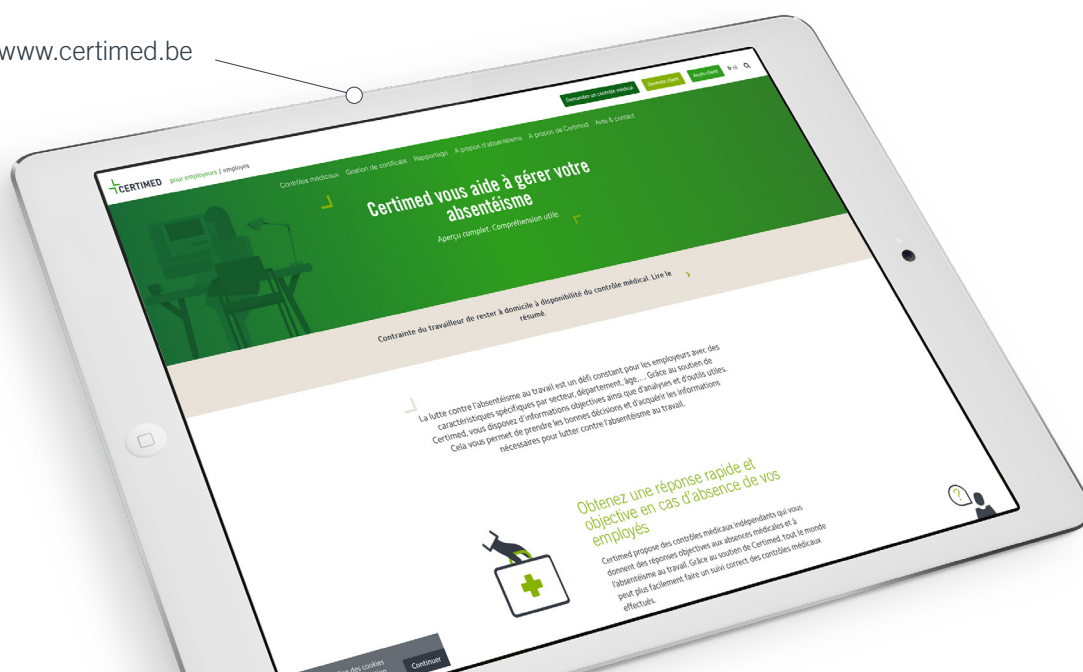 www.certimed.be
Demander un contrôle médical
Devenez client
Accès client
fr nl
CERTIMED
pour employeurs / employés
Contrôles médicaux Gestion de certificats Rapportage A propos d'absentéisme A propos de Certimed Aide & contact
Certimed vous aide à gérer votre
absentéisme
Aperçu complet. Compréhension utile.
Contrainte du travailleur de rester à domicile à disponibilité du contrôle médical. Lire le
résumé.
La lutte contre l'absentéisme au travail est un défi constant pour les employeurs avec des
caractéristiques spécifiques par secteur, département, âge,... Grâce au soutien de
Certimed, vous disposez d'informations objectives ainsi que d'analyses et d'outils utiles.
Cela vous permet de prendre les bonnes décisions et d'acquérir les informations
nécessaires pour lutter contre l'absentéisme au travail.
Obtenez une réponse rapide et
objective en cas d'absence de vos
employés
Certimed propose des contrôles médicaux indépendants qui vous
donnent des réponses objectives aux absences médicales et à
l'absentéisme au travail. Grâce au soutien de Certimed, tout le monde
peut plus facilement faire un suivi correct des contrôles médicaux
effectués.
?
des cookies
Continuer